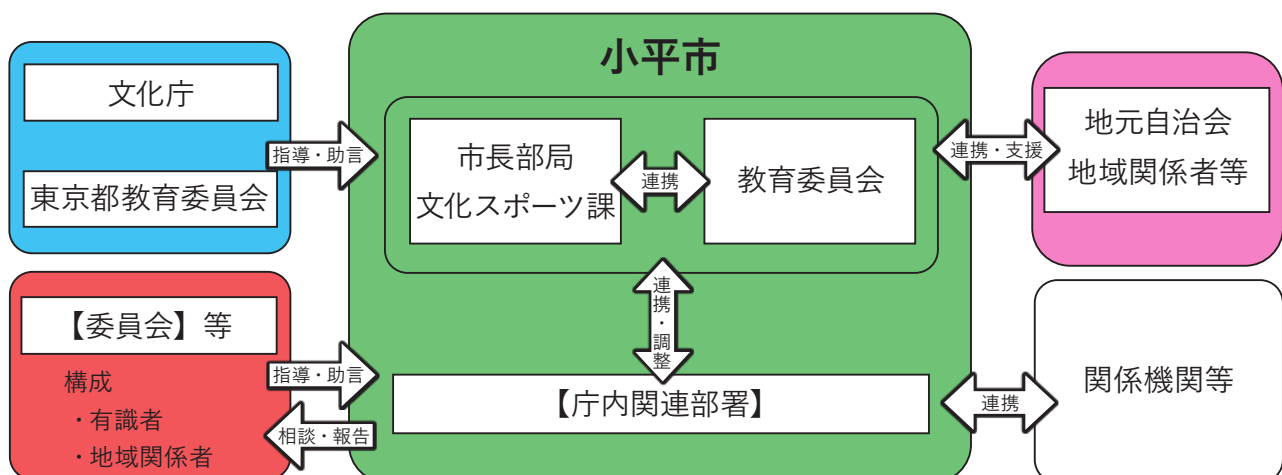 小平市
文化庁
東京都教育委員会
指導・助言
市長部局
文化スポーツ課
連携
教育委員会
連携・支援
地元自治会
地域関係者等
連携・調整
【委員会】等
構成
・有識者
・地域関係者
指導・助言
相談・報告
【庁内関連部署】
連携
関係機関等